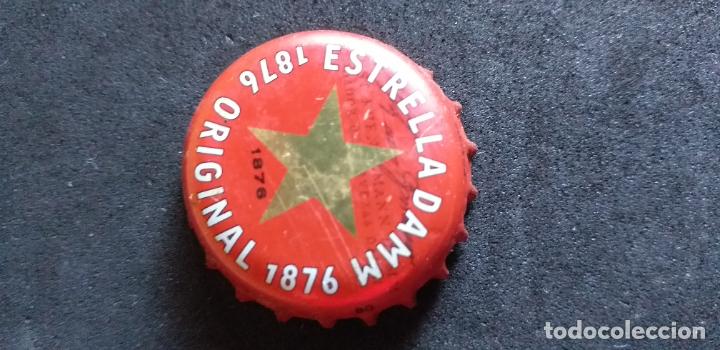 ESTRELLA DAMM 1876 ORIGINAL 1876
1876
todocoleccion